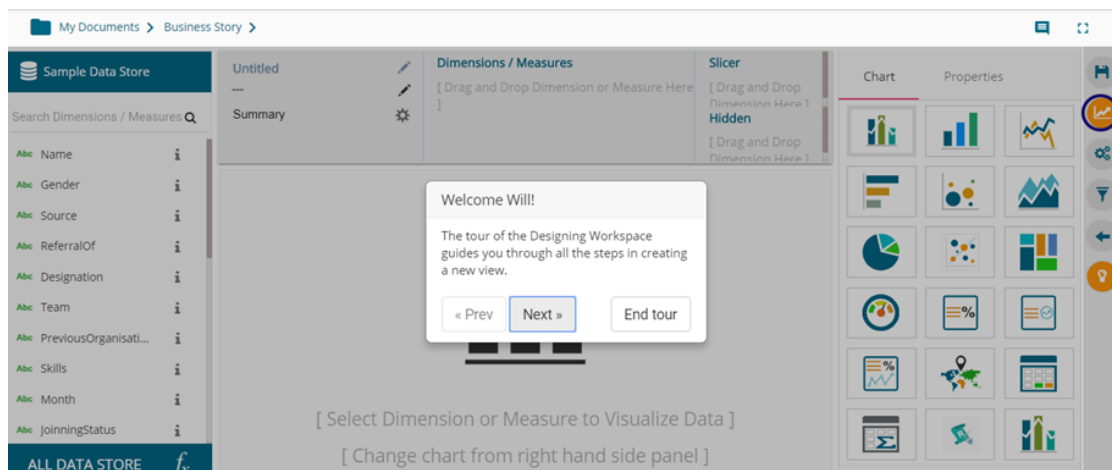 My Documents > Business Story >
Sample Data Store
Search Dimensions / Measures
Abc Name
Abc Gender
Abc Source
Abc ReferralOf
Abc Designation
Abc Team
Abc PreviousOrganisati...
Abc Skills
Abc Month
Abc JoinningStatus
ALL DATA STORE fx
Untitled
---
Summary
Dimensions / Measures
[ Drag and Drop Dimension or Measure Here
]
Slicer
[ Drag and Drop
Dimension Here ]
Hidden
[ Drag and Drop
Dimension Here ]
Welcome Will!
The tour of the Designing Workspace
guides you through all the steps in creating
a new view.
« Prev
Next »
End tour
[ Select Dimension or Measure to Visualize Data ]
[ Change chart from right hand side panel ]
Chart
Properties
%
%